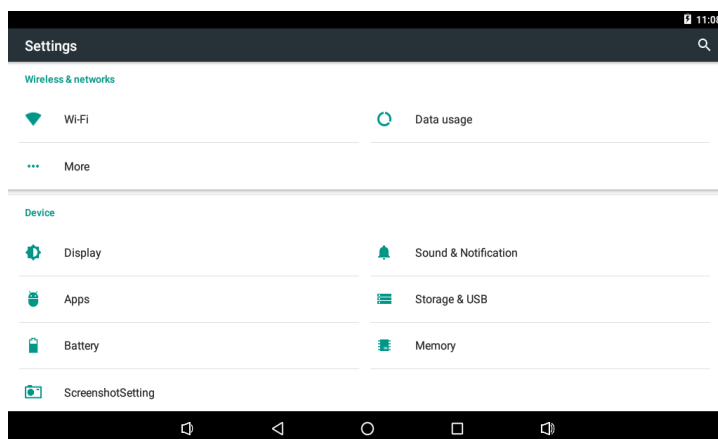 11:08
Settings
Wireless & networks
Wi-Fi
Data usage
More
Device
Display
Sound & Notification
Apps
Storage & USB
Battery
Memory
ScreenshotSetting